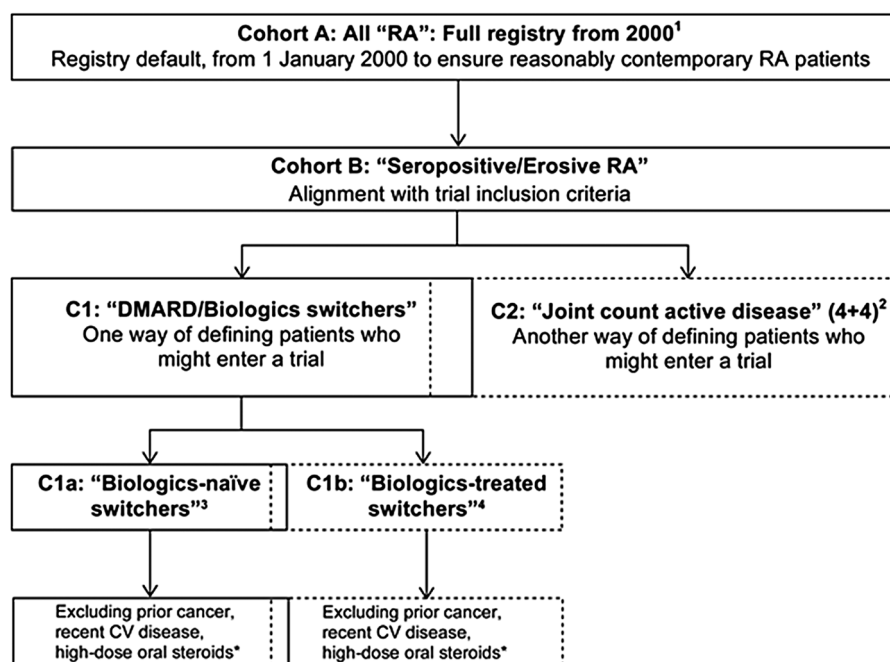 Cohort A: All “RA”: Full registry from 2000¹
Registry default, from 1 January 2000 to ensure reasonably contemporary RA patients
Cohort B: “Seropositive/Erosive RA”
Alignment with trial inclusion criteria
C1: “DMARD/Biologics switchers”
One way of defining patients who
might enter a trial
C2: “Joint count active disease” (4+4)²
Another way of defining patients who
might enter a trial
C1a: “Biologics-naïve
switchers”³
C1b: “Biologics-treated
switchers”⁴
Excluding prior cancer,
recent CV disease,
high-dose oral steroids*
Excluding prior cancer,
recent CV disease,
high-dose oral steroids*